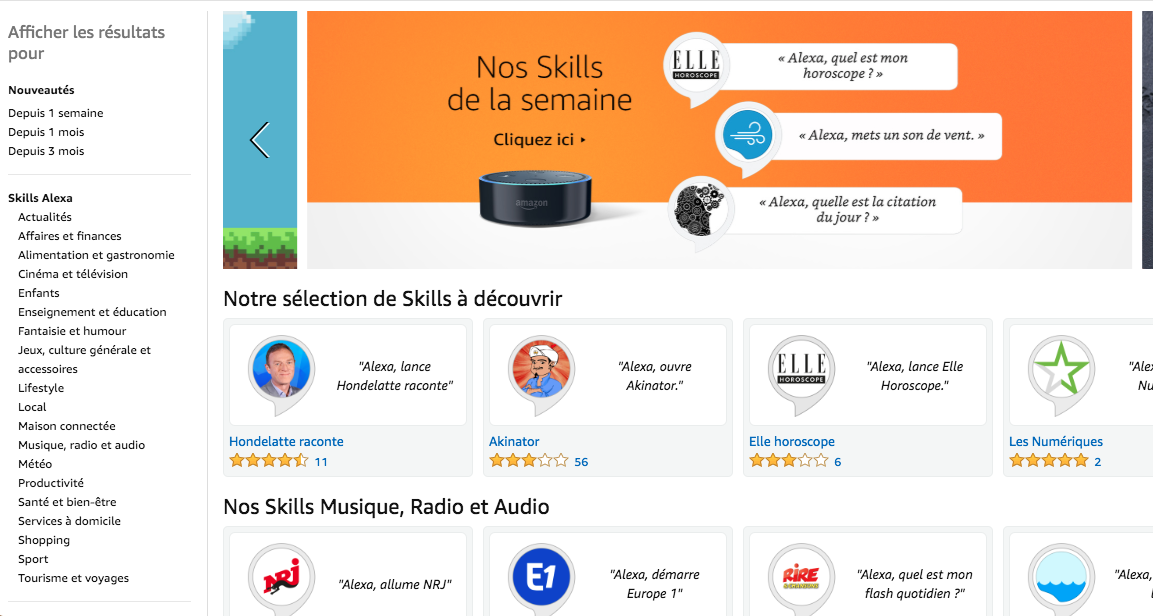 Afficher les résultats
pour
Nouveautés
Depuis 1 semaine
Depuis 1 mois
Depuis 3 mois
Skills Alexa
Actualités
Affaires et finances
Alimentation et gastronomie
Cinéma et télévision
Enfants
Enseignement et éducation
Fantaisie et humour
Jeux, culture générale et
accessoires
Lifestyle
Local
Maison connectée
Musique, radio et audio
Météo
Productivité
Santé et bien-être
Services à domicile
Shopping
Sport
Tourisme et voyages
Nos Skills
de la semaine
Cliquez ici
amazon
ELLE
HOROSCOPE
« Alexa, quel est mon
horoscope ? »
« Alexa, mets un son de vent. »
« Alexa, quelle est la citation
du jour ? »
Notre sélection de Skills à découvrir
"Alexa, lance
Hondelatte raconte"
Hondelatte raconte
11
"Alexa, ouvre
Akinator."
Akinator
56
ELLE
HOROSCOPE
"Alexa, lance Elle
Horoscope."
Elle horoscope
6
Les Numériques
2
Nos Skills Musique, Radio et Audio
NRJ
"Alexa, allume NRJ"
E1
"Alexa, démarre
Europe 1"
RIRE
& CHANSONS
"Alexa, quel est mon
flash quotidien ?"
"Alexa,